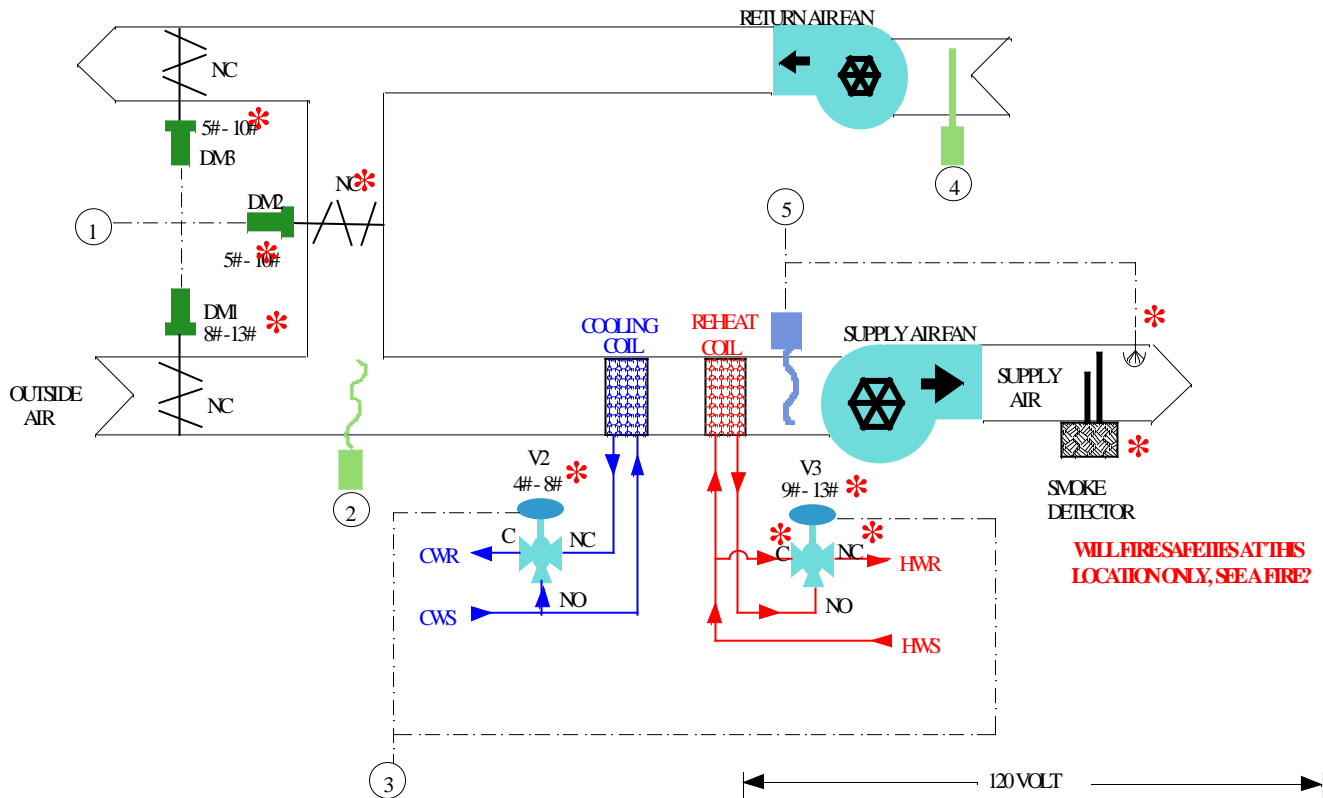 RETURN AIR FAN
NC
5# - 10#
DM3
NC
DM2
1
5# - 10#
DM1
8# -13#
4
5
COOLING
COIL
REHEAT
COIL
SUPPLY AIR FAN
OUTSIDE
AIR
NC
SUPPLY
AIR
2
V2
4# - 8#
V3
9# - 13#
SMOKE
DETECTOR
C
NC
CWR
C
NC
HWR
WILL FIRE SAFETIES AT THIS
LOCATION ONLY, SEE A FIRE?
NO
CWS
NO
HWS
3
120 VOLT